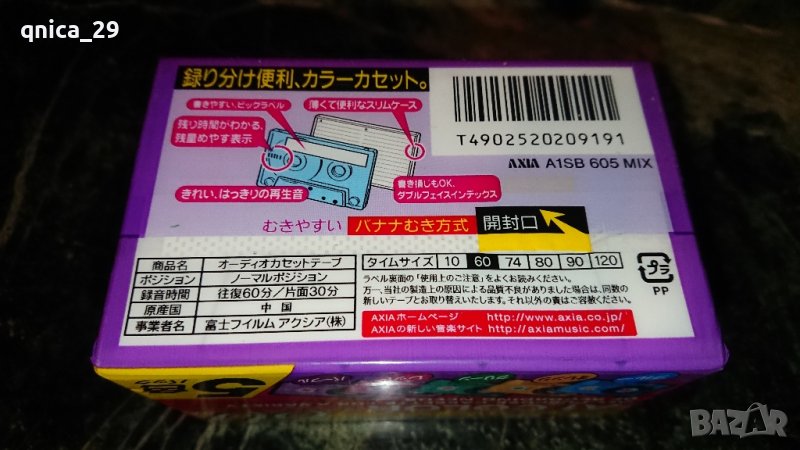 qnica_29
録り分け便利、カラーカセット。
書きやすい、ビックラベル
薄くて便利なスリムケース
残り時間がわかる、
残量めやす表示
きれい、はっきりの再生音
書き損じもOK、
ダブルフェイスインデックス
T4902520209191
AXIA A1SB 605 MIX
むきやすい バナナむき方式 開封口
商品名 オーディオカセットテープ
ポジション ノーマルポジション
録音時間 往復60分/片面30分
原産国 中国
事業者名 富士フイルム アクシア(株)
タイムサイズ 10 60 74 80 90 120
ラベル裏面の「使用上のご注意」をよくお読みください。
万一、当社の製造上の原因による品質不良がありました場合は、同数の
新しいテープとお取り替えいたします。それ以外の責はご容赦ください。
AXIAホームページ http://www.axia.co.jp/
AXIAの新しい音楽サイト http://axiamusic.com/
プラ
PP
5
パック
パープル
BAZAR
bazar.bg